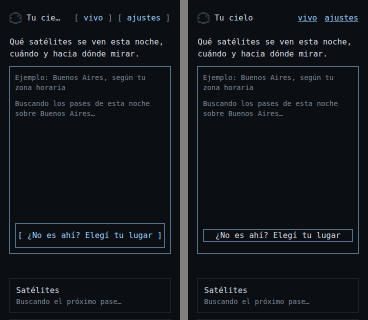 Tu cie… [ vivo ] [ ajustes ]
Qué satélites se ven esta noche,
cuándo y hacia dónde mirar.
Ejemplo: Buenos Aires, según tu
zona horaria
Buscando los pases de esta noche
sobre Buenos Aires…
[ ¿No es ahí? Elegí tu lugar ]
Satélites
Buscando el próximo pase…
Tu cielo vivo ajustes
Qué satélites se ven esta noche,
cuándo y hacia dónde mirar.
Ejemplo: Buenos Aires, según tu
zona horaria
Buscando los pases de esta noche
sobre Buenos Aires…
¿No es ahí? Elegí tu lugar
Satélites
Buscando el próximo pase…